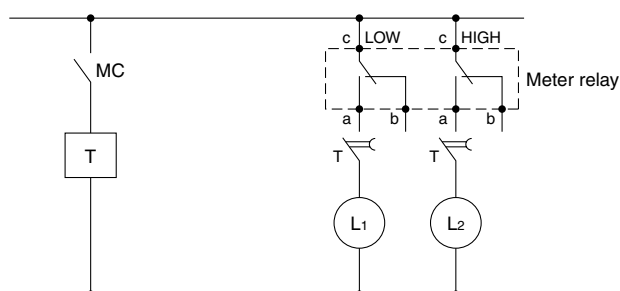 c LOW c HIGH
MC
Meter relay
a b a b
T T
T
L1 L2